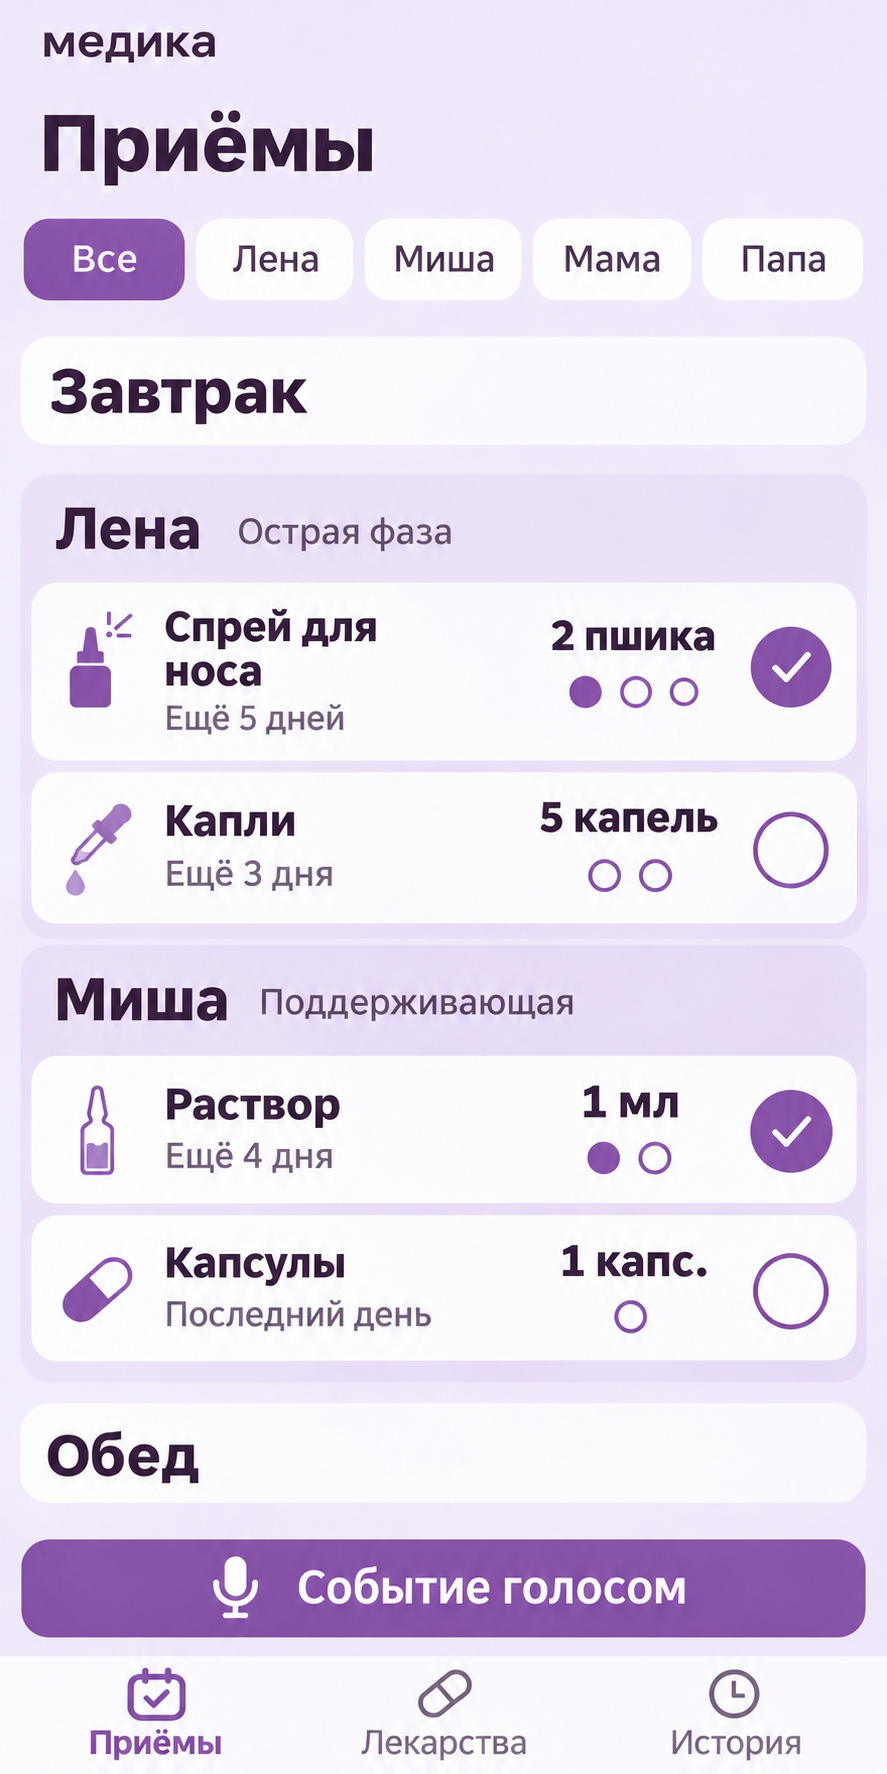 медика
Приёмы
Все
Лена
Миша
Мама
Папа
Завтрак
Лена Острая фаза
Спрей для
носа
Ещё 5 дней
2 пшика
Капли
Ещё 3 дня
5 капель
Миша Поддерживающая
Раствор
Ещё 4 дня
1 мл
Капсулы
Последний день
1 капс.
Обед
Событие голосом
Приёмы
Лекарства
История